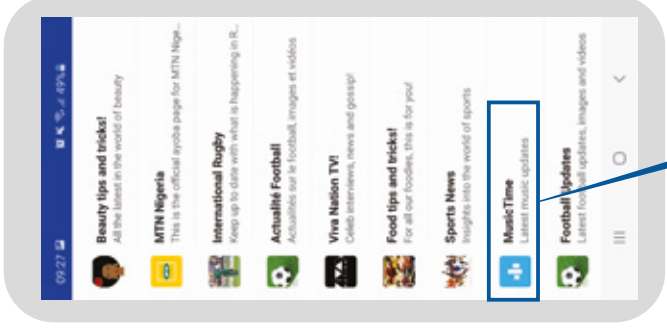 09:27
49%
Beauty tips and tricks!
All the latest in the world of beauty
MTN Nigeria
This is the official ayoba page for MTN Nige...
International Rugby
Keep up to date with what is happening in R...
Actualité Football
Actualités sur le football, images et vidéos
Viva Nation TV!
Celeb interviews, news and gossip!
Food tips and tricks!
For all our foodies, this is for you!
Sports News
Insights into the world of sports
MusicTime
Latest music updates
Football Updates
Latest football updates, images and videos